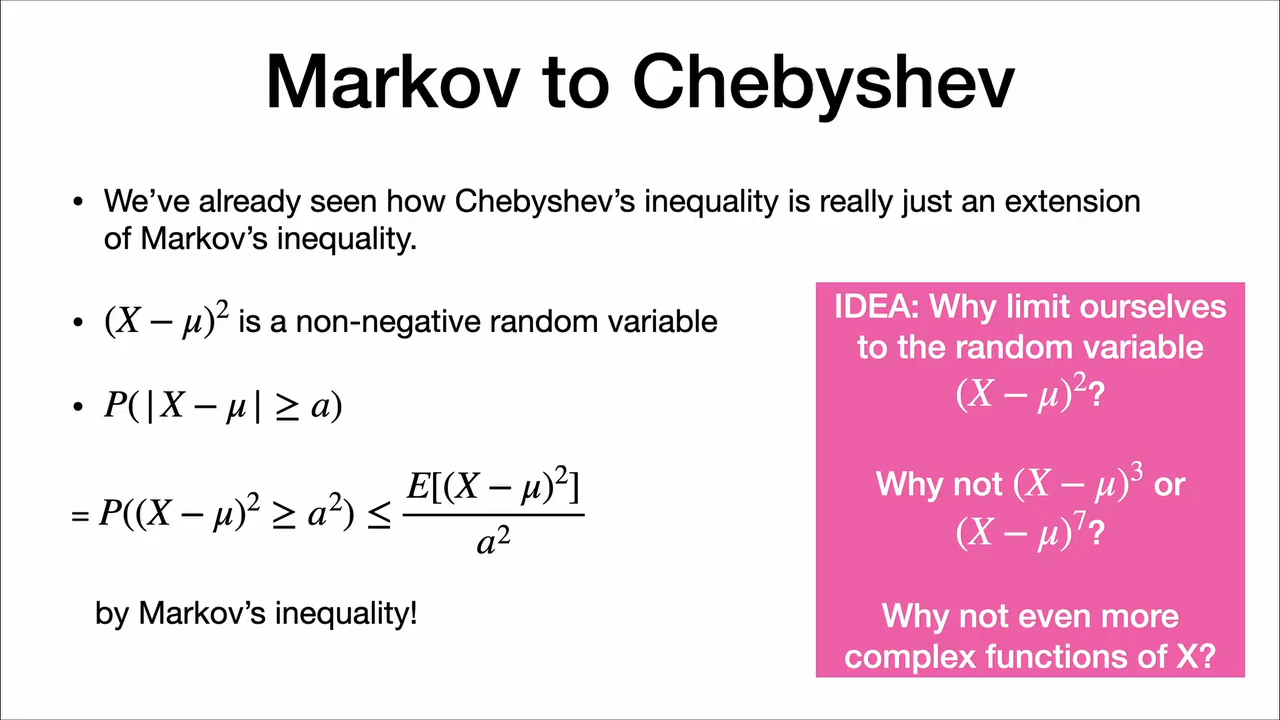 Markov to Chebyshev
• We’ve already seen how Chebyshev’s inequality is really just an extension
of Markov’s inequality.
• (X − μ)² is a non-negative random variable
• P(|X − μ| ≥ a)
= P((X − μ)² ≥ a²) ≤ E[(X − μ)²] / a²
by Markov’s inequality!
IDEA: Why limit ourselves
to the random variable
(X − μ)²?
Why not (X − μ)³ or
(X − μ)⁷?
Why not even more
complex functions of X?